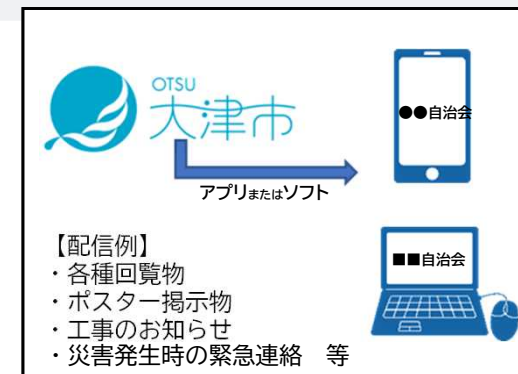 OTSU
大津市
●●自治会
アプリまたはソフト
【配信例】
・各種回覧物
・ポスター掲示物
・工事のお知らせ
・災害発生時の緊急連絡　等
■■自治会